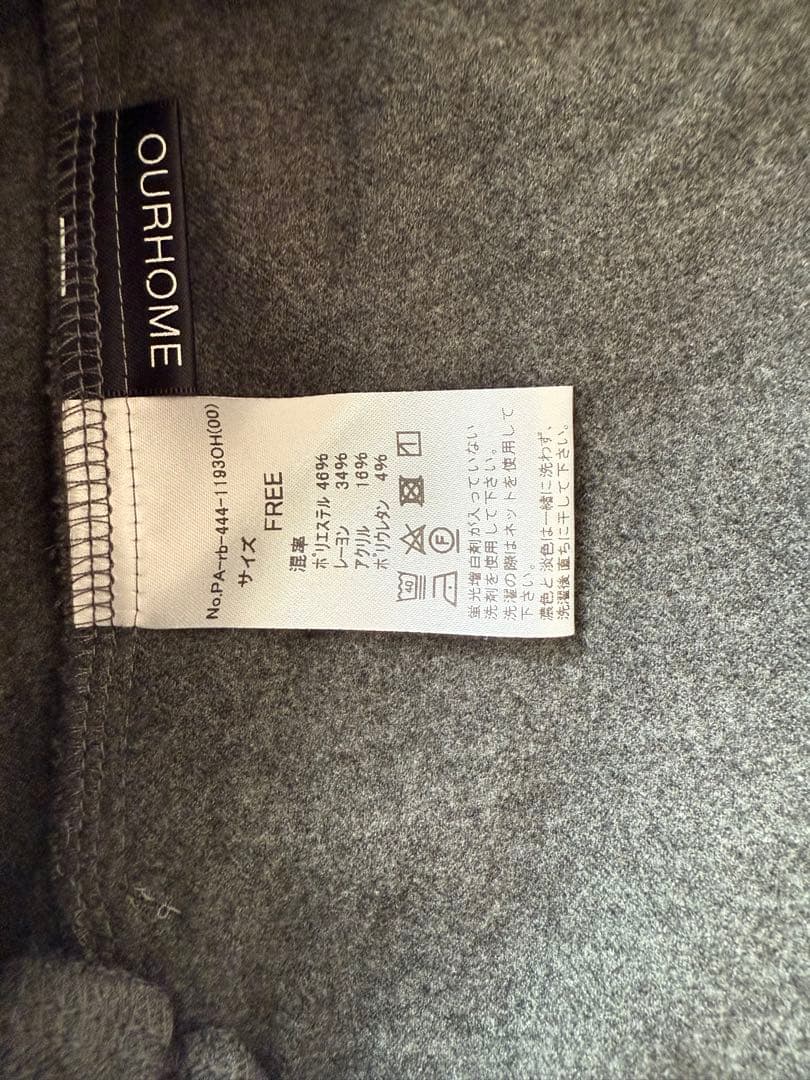 OURHOME
No.PA-rb-444-1193OH(00)
サイズ
FREE
混率
ポリエステル 46%
レーヨン 34%
アクリル 16%
ポリウレタン 4%
40
F
蛍光増白剤が入っていない
洗剤を使用して下さい。
洗濯の際はネットを使用して
下さい。
濃色と淡色は一緒に洗わず、
洗濯後直ちに干して下さい。